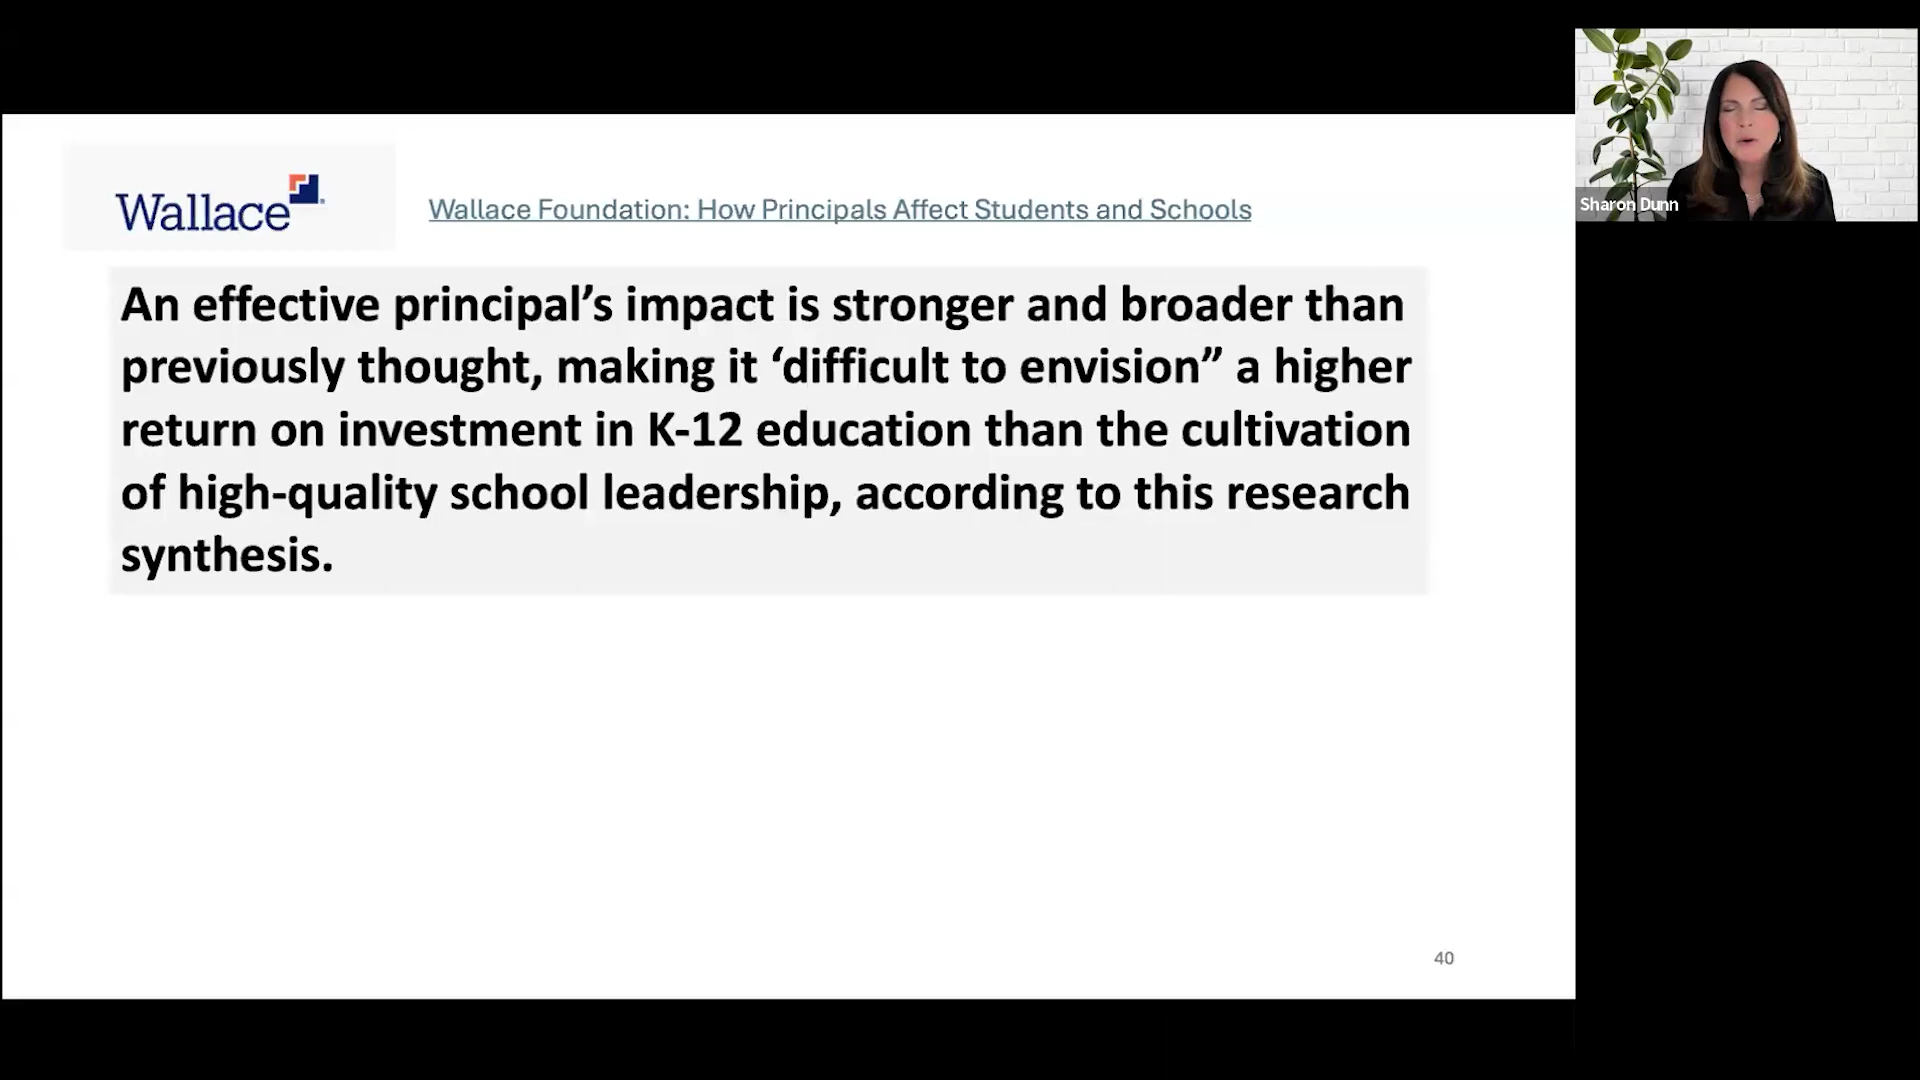 Wallace
Wallace Foundation: How Principals Affect Students and Schools
An effective principal’s impact is stronger and broader than
previously thought, making it ‘difficult to envision” a higher
return on investment in K-12 education than the cultivation
of high-quality school leadership, according to this research
synthesis.
40
Sharon Dunn